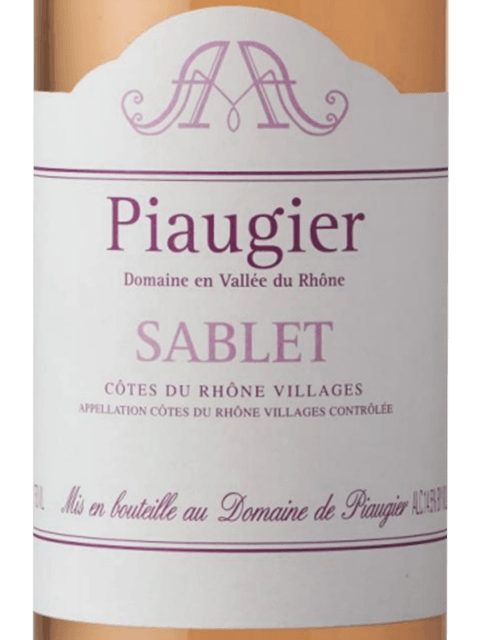 Piaugier
Domaine en Vallée du Rhône
SABLET
CÔTES DU RHÔNE VILLAGES
APPELLATION CÔTES DU RHÔNE VILLAGES CONTRÔLÉE
Mis en bouteille au Domaine de Piaugier